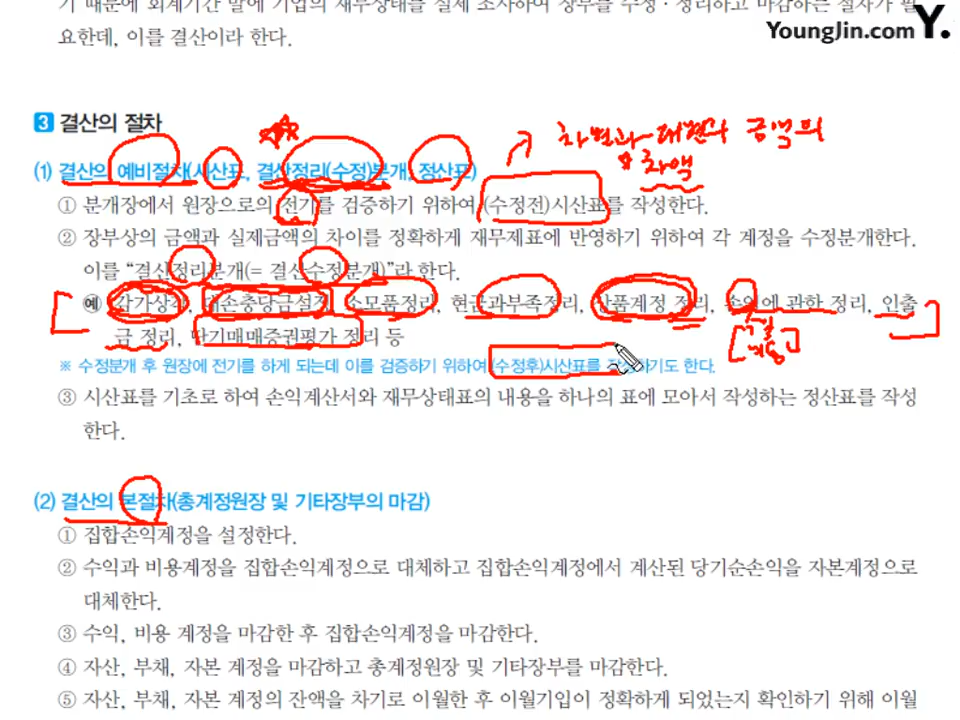 기 때문에 회계기간 말에 기업의 재무상태를 실제 조사하여 장부를 수정·정리하고 마감하는 절차가 필
요한데, 이를 결산이라 한다.
YoungJin.com Y.
3 결산의 절차
차변과 대변과 금액의
차액
(1) 결산의 예비절차(시산표, 결산정리(수정)분개, 정산표)
① 분개장에서 원장으로의 전기를 검증하기 위하여 (수정전)시산표를 작성한다.
② 장부상의 금액과 실제금액의 차이를 정확하게 재무제표에 반영하기 위하여 각 계정을 수정분개한다.
이를 “결산정리분개(= 결산수정분개)”라 한다.
예 감가상각, 대손충당금설정, 소모품정리, 현금과부족정리, 상품계정 정리, 손익에 관한 정리, 인출
금 정리, 단기매매증권평가 정리 등
※ 수정분개 후 원장에 전기를 하게 되는데 이를 검증하기 위하여 (수정후)시산표를 작성하기도 한다.
③ 시산표를 기초로 하여 손익계산서와 재무상태표의 내용을 하나의 표에 모아서 작성하는 정산표를 작성
한다.
(2) 결산의 본절차(총계정원장 및 기타장부의 마감)
① 집합손익계정을 설정한다.
② 수익과 비용계정을 집합손익계정으로 대체하고 집합손익계정에서 계산된 당기순손익을 자본계정으로
대체한다.
③ 수익, 비용 계정을 마감한 후 집합손익계정을 마감한다.
④ 자산, 부채, 자본 계정을 마감하고 총계정원장 및 기타장부를 마감한다.
⑤ 자산, 부채, 자본 계정의 잔액을 차기로 이월한 후 이월기입이 정확하게 되었는지 확인하기 위해 이월